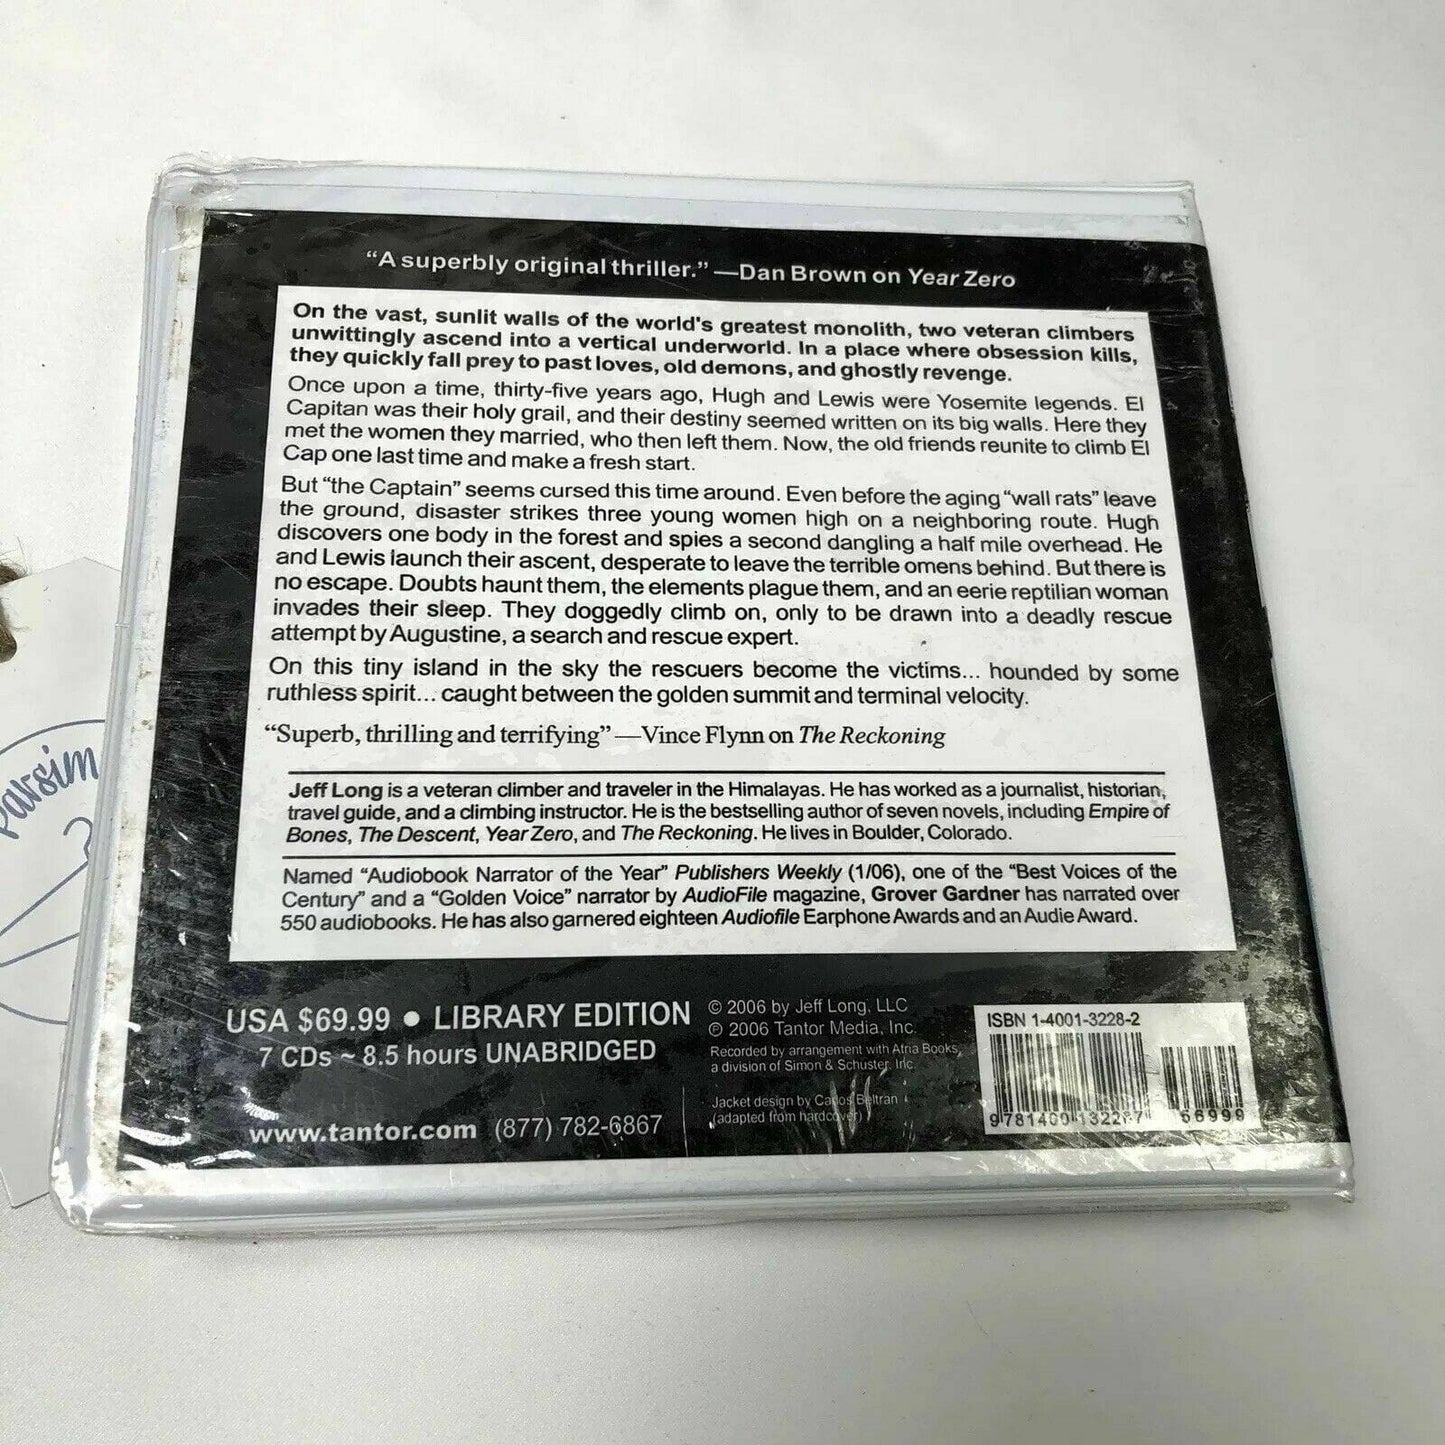 “A superbly original thriller.” —Dan Brown on Year Zero
On the vast, sunlit walls of the world's greatest monolith, two veteran climbers
unwittingly ascend into a vertical underworld. In a place where obsession kills,
they quickly fall prey to past loves, old demons, and ghostly revenge.
Once upon a time, thirty-five years ago, Hugh and Lewis were Yosemite legends. El
Capitan was their holy grail, and their destiny seemed written on its big walls. Here they
met the women they married, who then left them. Now, the old friends reunite to climb El
Cap one last time and make a fresh start.
But “the Captain” seems cursed this time around. Even before the aging “wall rats” leave
the ground, disaster strikes three young women high on a neighboring route. Hugh
discovers one body in the forest and spies a second dangling a half mile overhead. He
and Lewis launch their ascent, desperate to leave the terrible omens behind. But there is
no escape. Doubts haunt them, the elements plague them, and an eerie reptilian woman
invades their sleep. They doggedly climb on, only to be drawn into a deadly rescue
attempt by Augustine, a search and rescue expert.
On this tiny island in the sky the rescuers become the victims... hounded by some
ruthless spirit... caught between the golden summit and terminal velocity.
“Superb, thrilling and terrifying” —Vince Flynn on The Reckoning
Jeff Long is a veteran climber and traveler in the Himalayas. He has worked as a journalist, historian,
travel guide, and a climbing instructor. He is the bestselling author of seven novels, including Empire of
Bones, The Descent, Year Zero, and The Reckoning. He lives in Boulder, Colorado.
Named “Audiobook Narrator of the Year” Publishers Weekly (1/06), one of the “Best Voices of the
Century” and a “Golden Voice” narrator by AudioFile magazine, Grover Gardner has narrated over
550 audiobooks. He has also garnered eighteen Audiofile Earphone Awards and an Audie Award.
USA $69.99 ● LIBRARY EDITION
7 CDs ~ 8.5 hours UNABRIDGED
www.tantor.com (877) 782-6867
© 2006 by Jeff Long, LLC
℗ 2006 Tantor Media, Inc.
Recorded by arrangement with Atria Books,
a division of Simon & Schuster, Inc.
Jacket design by Carlos Beltran
(adapted from hardcover)
ISBN 1-4001-3228-2
9 781400 132287
56999